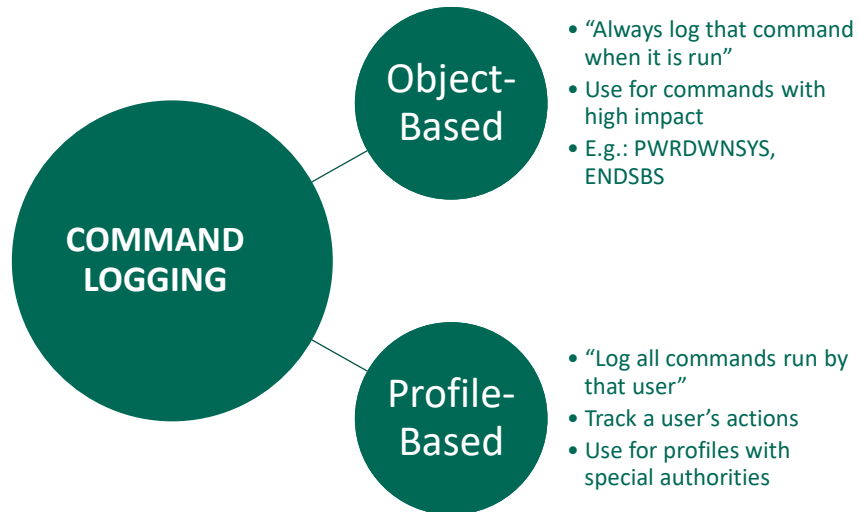 COMMAND
LOGGING
Object-
Based
• “Always log that command
when it is run”
• Use for commands with
high impact
• E.g.: PWRDWNSYS,
ENDSBS
Profile-
Based
• “Log all commands run by
that user”
• Track a user’s actions
• Use for profiles with
special authorities